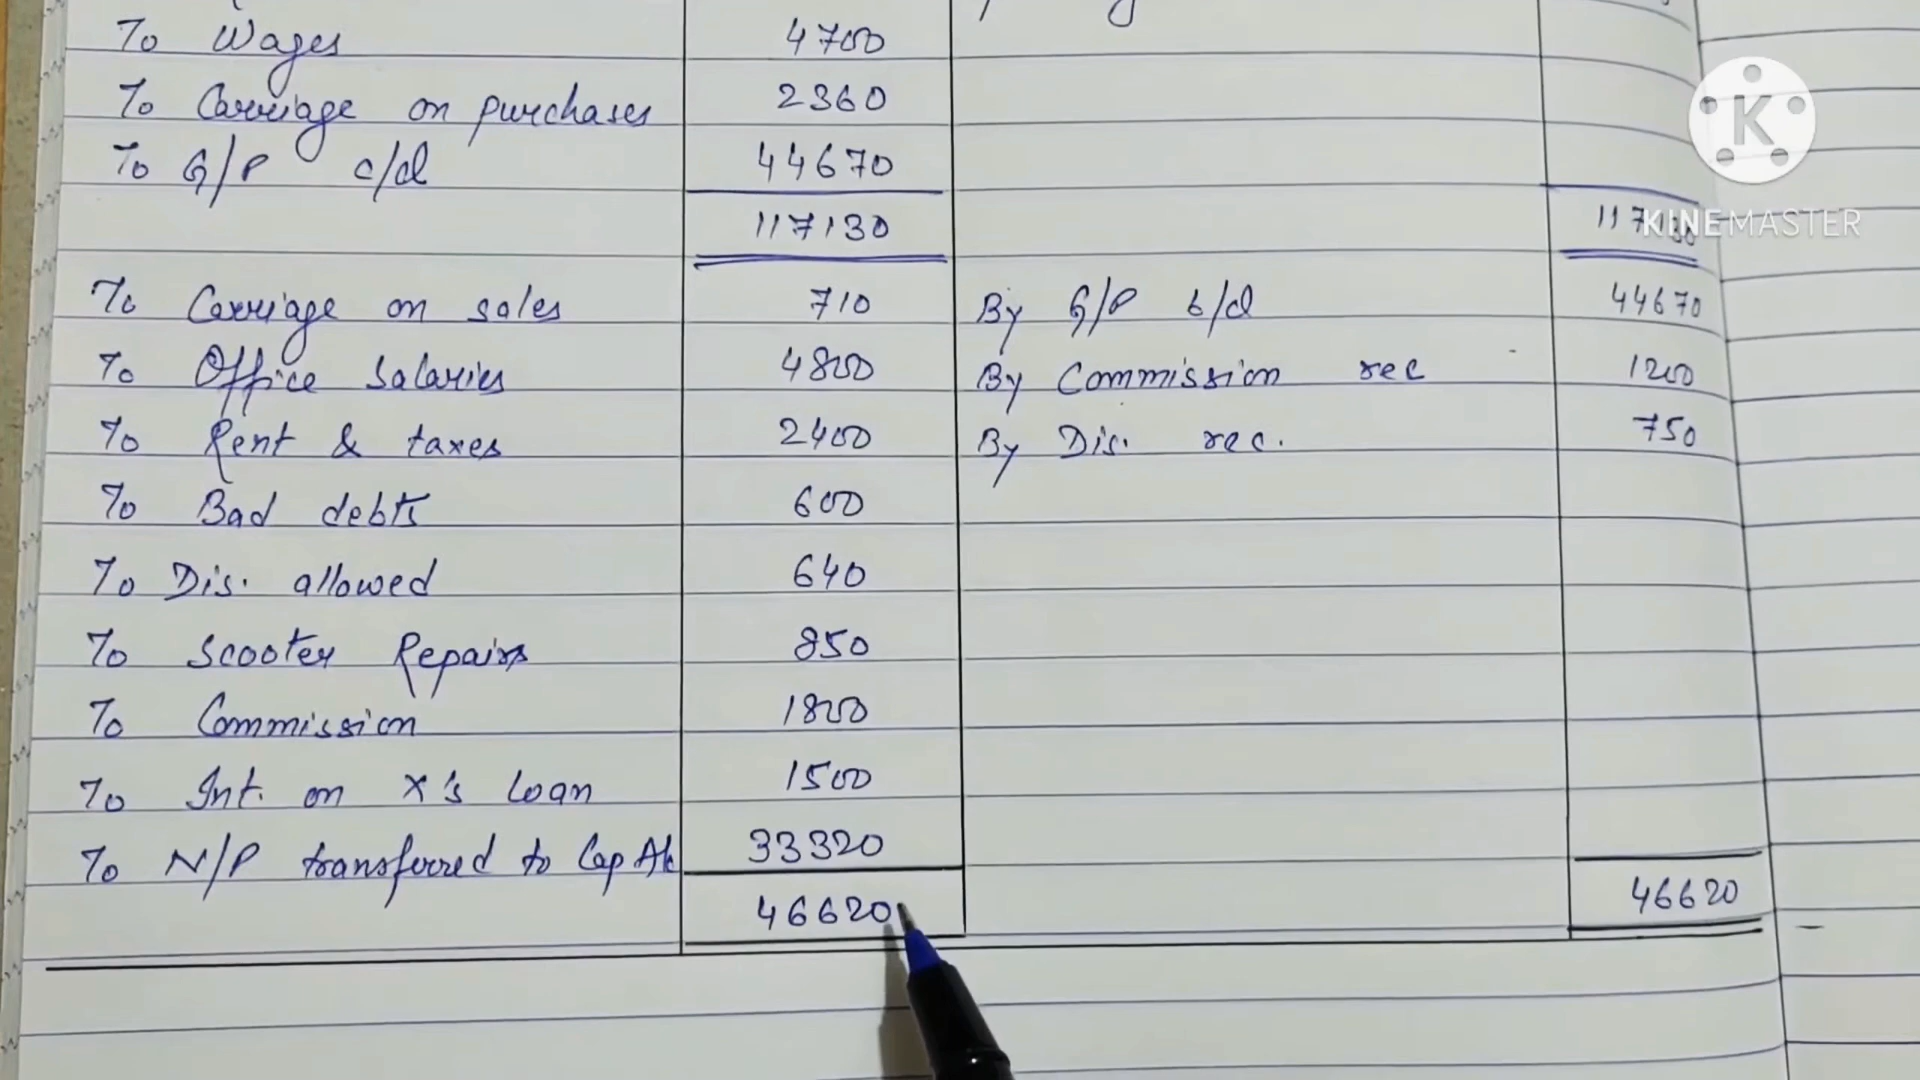 To Wages 4700
To Carriage on purchases 2360
To G/P c/d 44670
117130 117130
KINEMASTER
To Carriage on sales 710 By G/P b/d 44670
To Office Salaries 4800 By Commission rec 1200
To Rent & taxes 2400 By Dis. rec. 750
To Bad debts 600
To Dis. allowed 640
To Scooter Repairs 850
To Commission 1800
To Int. on X's Loan 1500
To N/P transferred to Cap A/c 33320
46620 46620